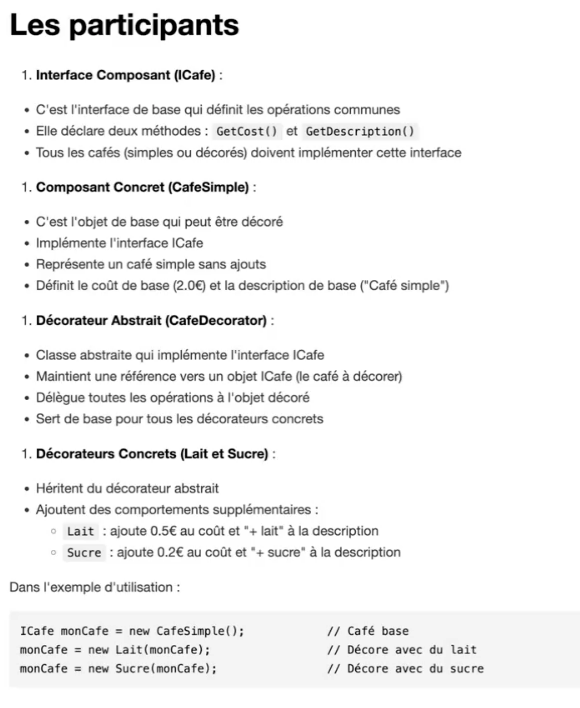 Les participants
1. Interface Composant (ICafe) :
• C'est l'interface de base qui définit les opérations communes
• Elle déclare deux méthodes : GetCost() et GetDescription()
• Tous les cafés (simples ou décorés) doivent implémenter cette interface
1. Composant Concret (CafeSimple) :
• C'est l'objet de base qui peut être décoré
• Implémente l'interface ICafe
• Représente un café simple sans ajouts
• Définit le coût de base (2.0€) et la description de base ("Café simple")
1. Décorateur Abstrait (CafeDecorator) :
• Classe abstraite qui implémente l'interface ICafe
• Maintient une référence vers un objet ICafe (le café à décorer)
• Délègue toutes les opérations à l'objet décoré
• Sert de base pour tous les décorateurs concrets
1. Décorateurs Concrets (Lait et Sucre) :
• Héritent du décorateur abstrait
• Ajoutent des comportements supplémentaires :
◦ Lait : ajoute 0.5€ au coût et "+ lait" à la description
◦ Sucre : ajoute 0.2€ au coût et "+ sucre" à la description
Dans l'exemple d'utilisation :
ICafe monCafe = new CafeSimple(); // Café base
monCafe = new Lait(monCafe); // Décore avec du lait
monCafe = new Sucre(monCafe); // Décore avec du sucre